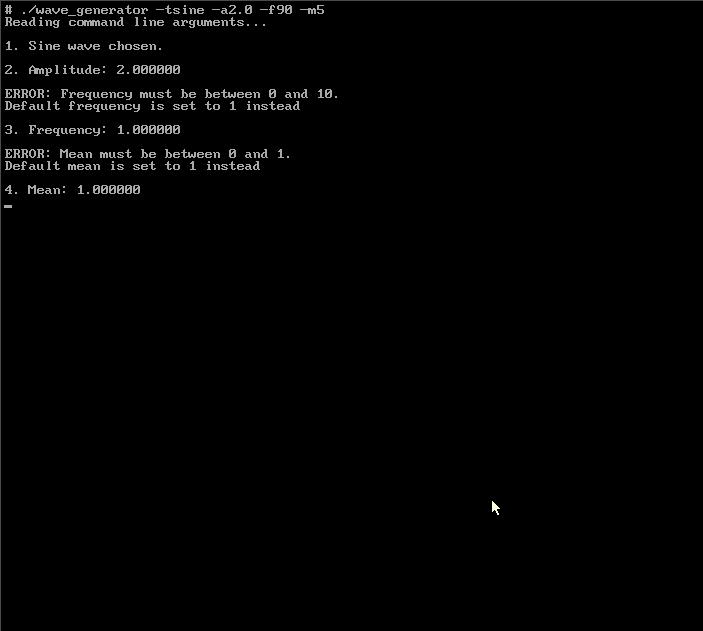 # ./wave_generator -tsine -a2.0 -f90 -m5
Reading command line arguments...
1. Sine wave chosen.
2. Amplitude: 2.000000
ERROR: Frequency must be between 0 and 10.
Default frequency is set to 1 instead
3. Frequency: 1.000000
ERROR: Mean must be between 0 and 1.
Default mean is set to 1 instead
4. Mean: 1.000000